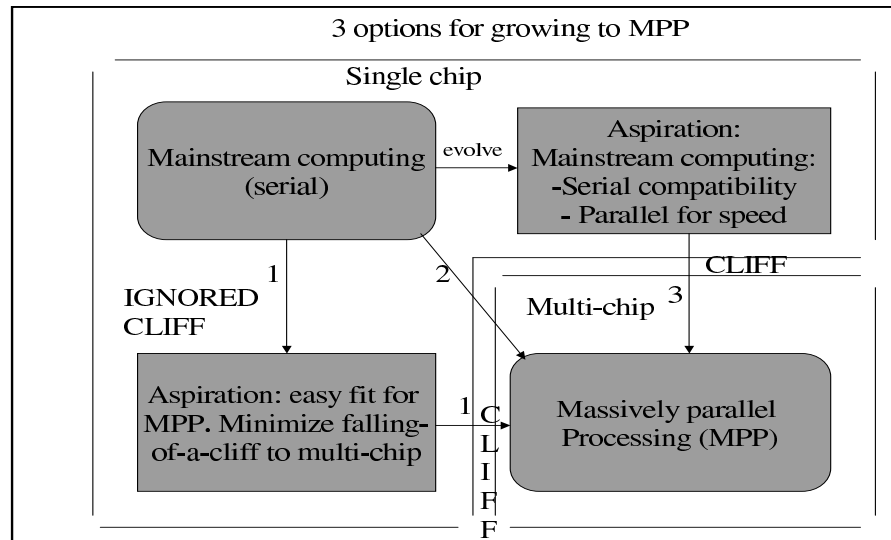 3 options for growing to MPP
Single chip
Mainstream computing
(serial)
evolve
Aspiration:
Mainstream computing:
-Serial compatibility
- Parallel for speed
1
IGNORED
CLIFF
2
CLIFF
3
Multi-chip
Aspiration: easy fit for
MPP. Minimize falling-
of-a-cliff to multi-chip
1
C
L
I
F
F
Massively parallel
Processing (MPP)